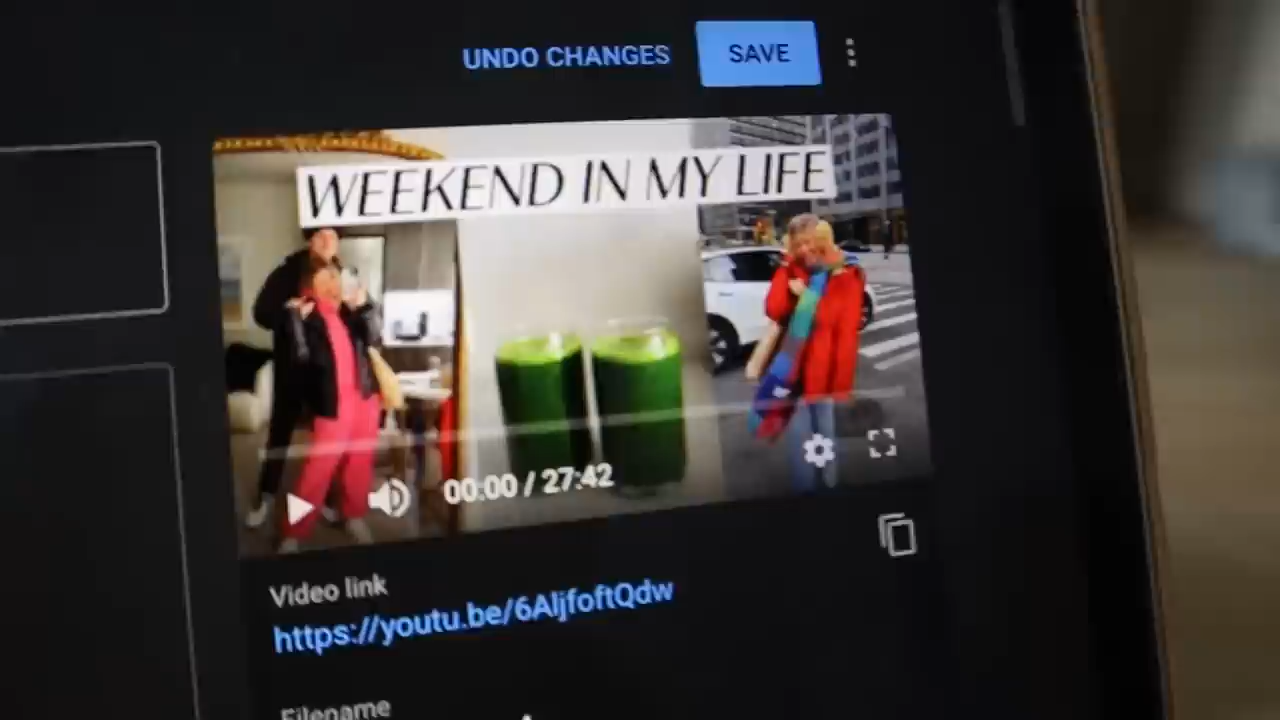 UNDO CHANGES
SAVE
WEEKEND IN MY LIFE
00:00 / 27:42
Video link
https://youtu.be/6AljfoftQdw
Filename